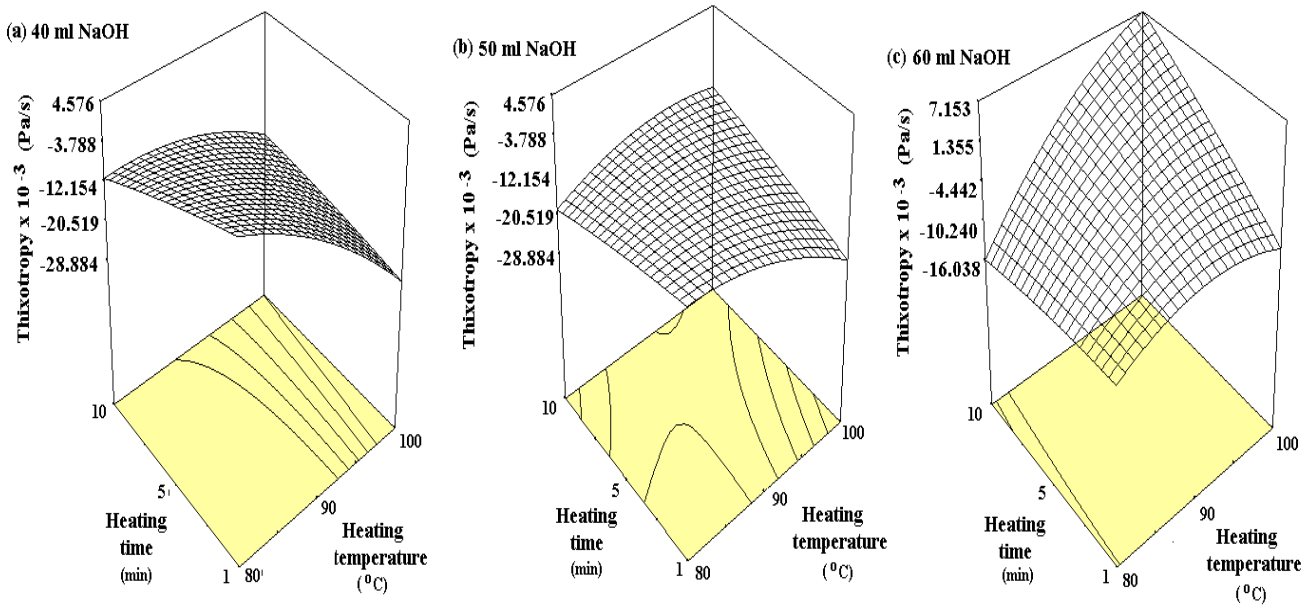 (a) 40 ml NaOH
Thixotropy x 10 -3 (Pa/s)
4.576
-3.788
-12.154
-20.519
-28.884
10
5
1
80
90
100
Heating
time
(min)
Heating
temperature
(°C)
(b) 50 ml NaOH
Thixotropy x 10 -3 (Pa/s)
4.576
-3.788
-12.154
-20.519
-28.884
10
5
1
80
90
100
Heating
time
(min)
Heating
temperature
(°C)
(c) 60 ml NaOH
Thixotropy x 10 -3 (Pa/s)
7.153
1.355
-4.442
-10.240
-16.038
10
5
1
80
90
100
Heating
time
(min)
Heating
temperature
(°C)